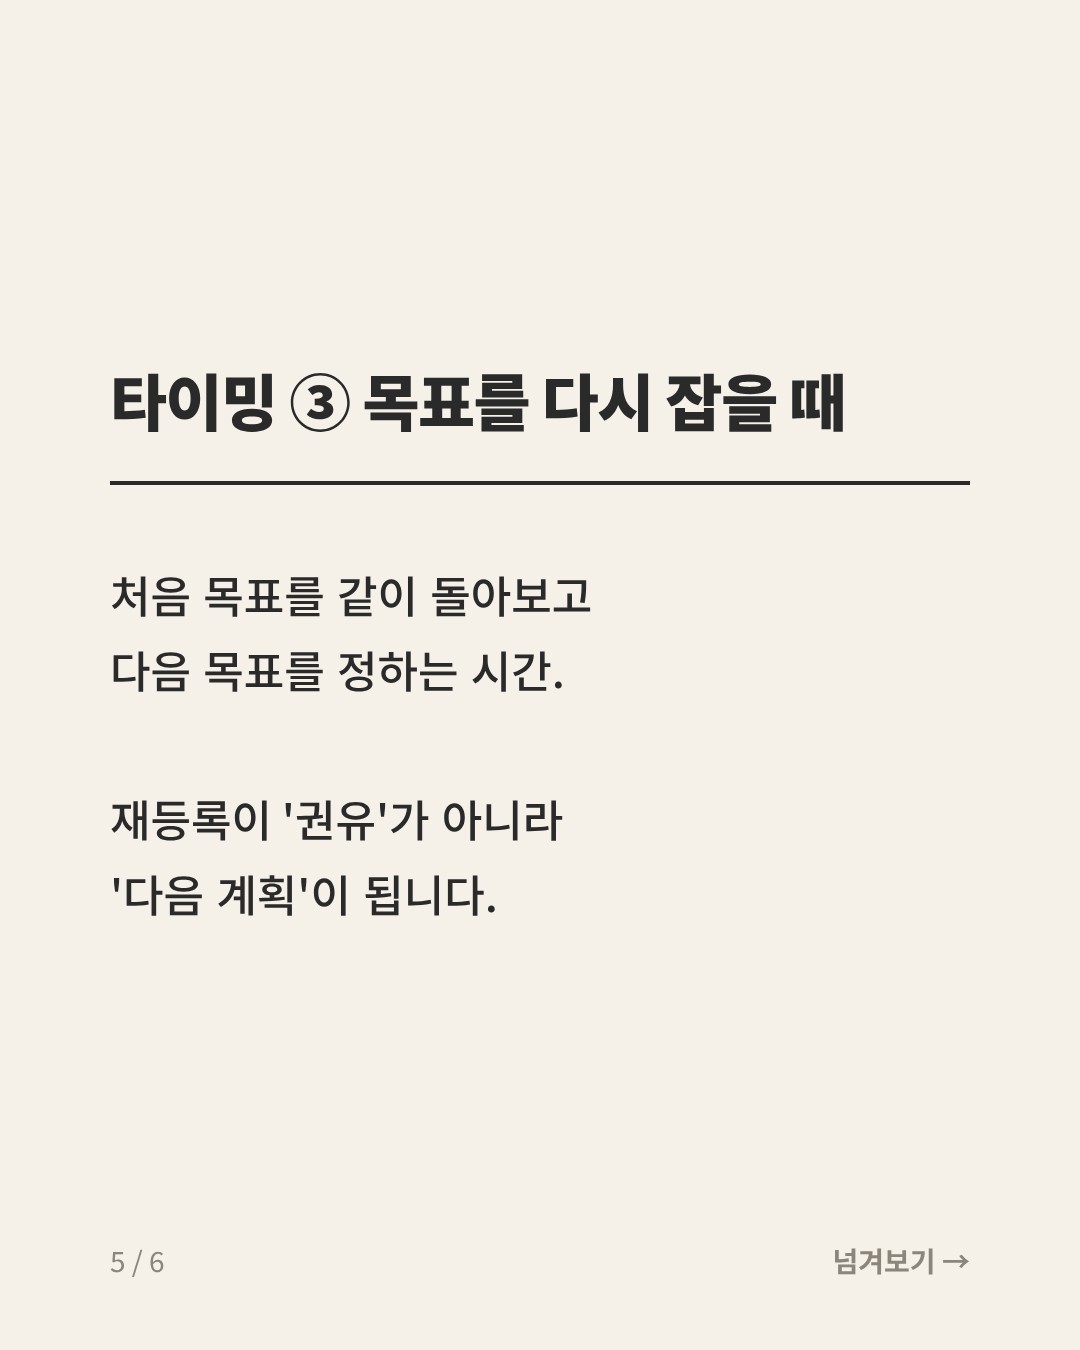 타이밍 ③ 목표를 다시 잡을 때
처음 목표를 같이 돌아보고
다음 목표를 정하는 시간.
재등록이 '권유'가 아니라
'다음 계획'이 됩니다.
5 / 6
넘겨보기 →